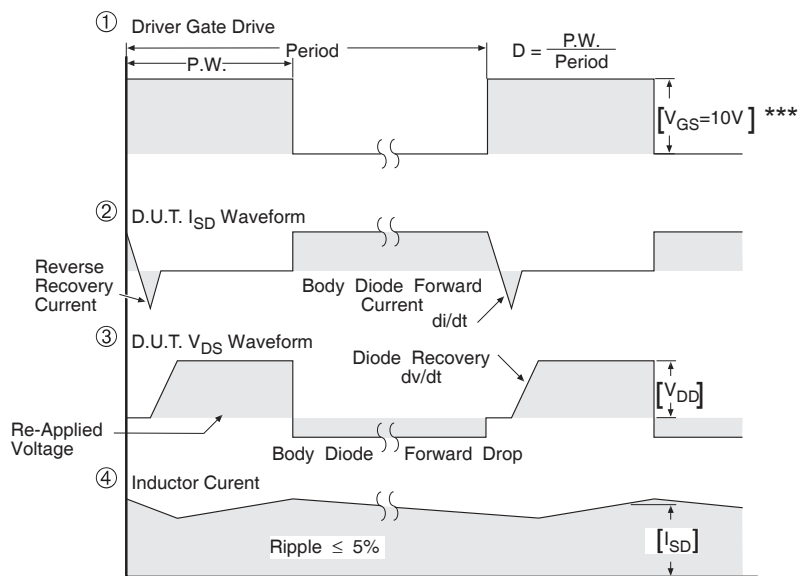 ① Driver Gate Drive
Period
P.W.
D = P.W. / Period
[VGS=10V] ***
② D.U.T. ISD Waveform
Reverse
Recovery
Current
Body Diode Forward
Current
di/dt
③ D.U.T. VDS Waveform
Diode Recovery
dv/dt
[VDD]
Re-Applied
Voltage
Body Diode Forward Drop
④ Inductor Curent
Ripple ≤ 5%
[ISD]